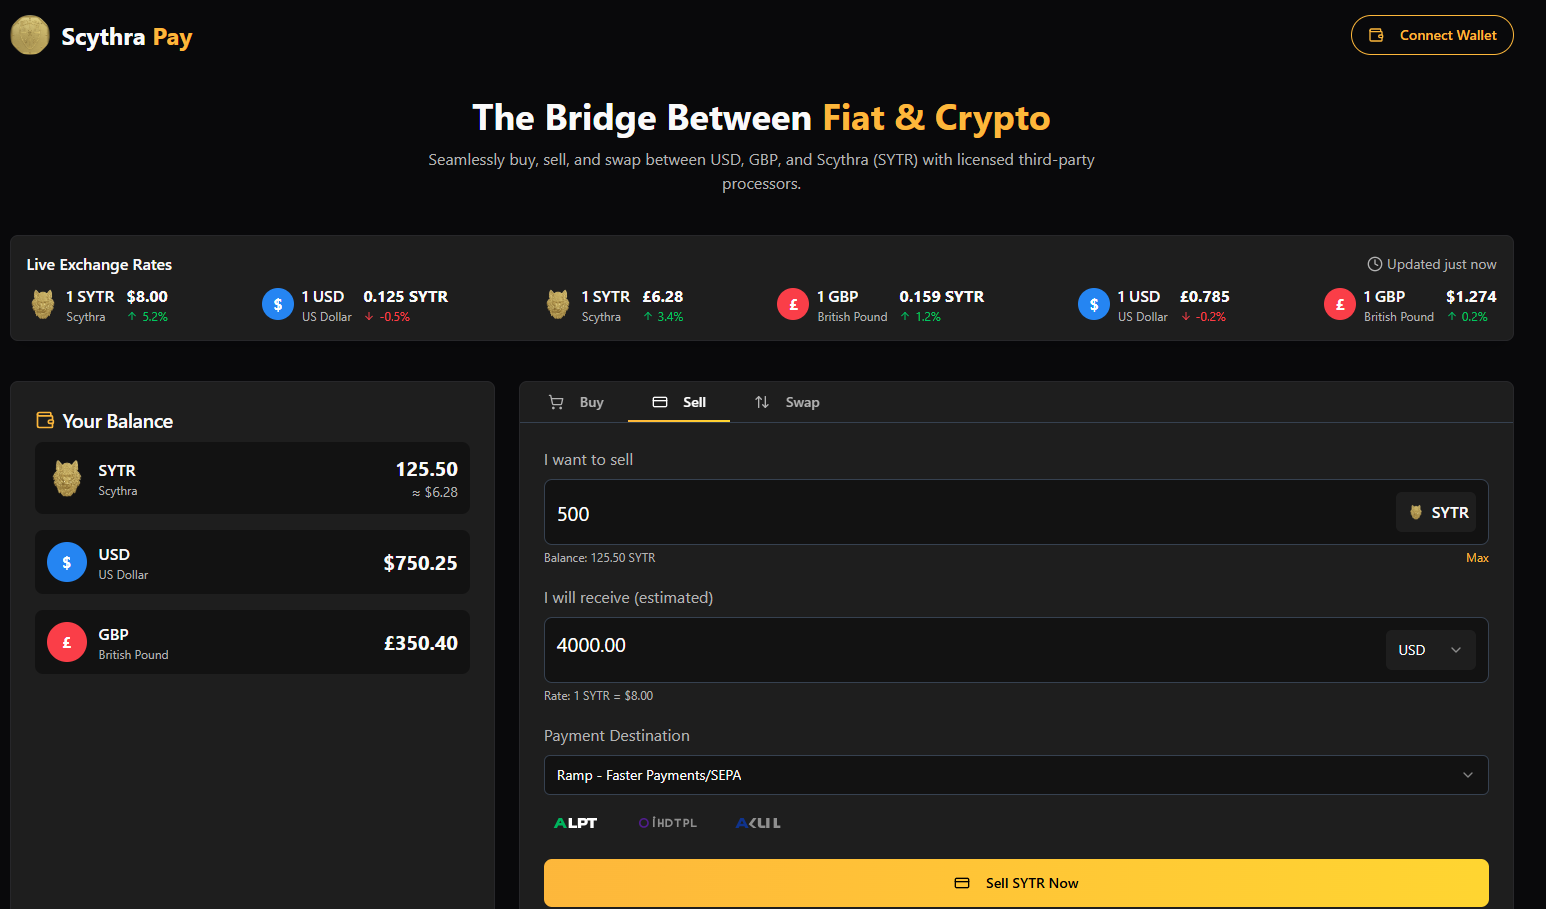 Scythra Pay
Connect Wallet
The Bridge Between Fiat & Crypto
Seamlessly buy, sell, and swap between USD, GBP, and Scythra (SYTR) with licensed third-party
processors.
Live Exchange Rates
Updated just now
1 SYTR $8.00
Scythra ↑ 5.2%
$ 1 USD 0.125 SYTR
US Dollar ↓ -0.5%
1 SYTR £6.28
Scythra ↑ 3.4%
£ 1 GBP 0.159 SYTR
British Pound ↑ 1.2%
$ 1 USD £0.785
US Dollar ↓ -0.2%
£ 1 GBP $1.274
British Pound ↑ 0.2%
Your Balance
SYTR 125.50
Scythra ≈ $6.28
$ USD $750.25
US Dollar
£ GBP £350.40
British Pound
Buy Sell Swap
I want to sell
500 SYTR
Balance: 125.50 SYTR Max
I will receive (estimated)
4000.00 USD
Rate: 1 SYTR = $8.00
Payment Destination
Ramp - Faster Payments/SEPA
ALPT
Sell SYTR Now